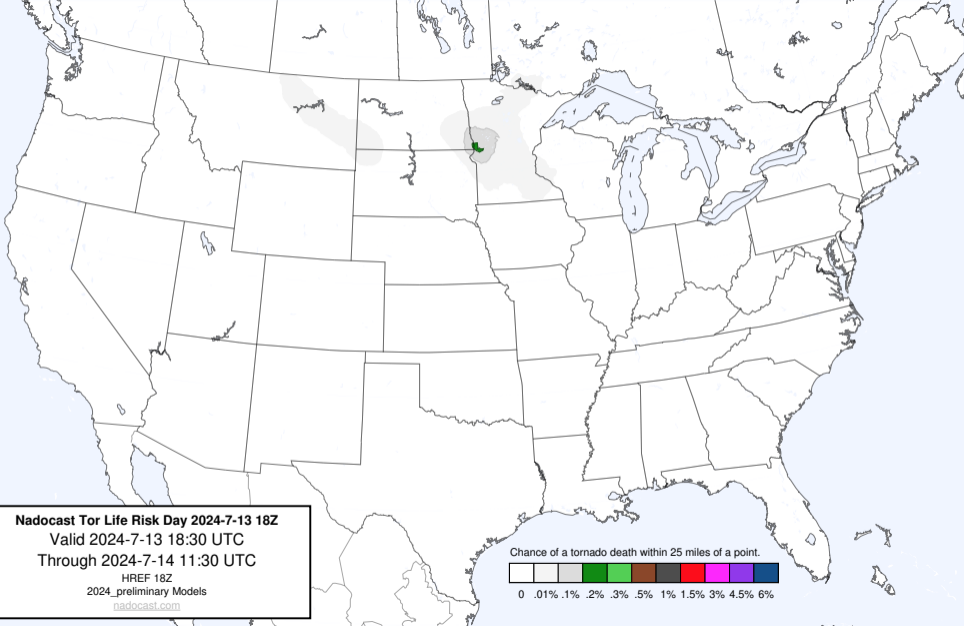 Nadocast Tor Life Risk Day 2024-7-13 18Z
Valid 2024-7-13 18:30 UTC
Through 2024-7-14 11:30 UTC
HREF 18Z
2024_preliminary Models
nadocast.com
Chance of a tornado death within 25 miles of a point.
0 .01% .1% .2% .3% .5% 1% 1.5% 3% 4.5% 6%